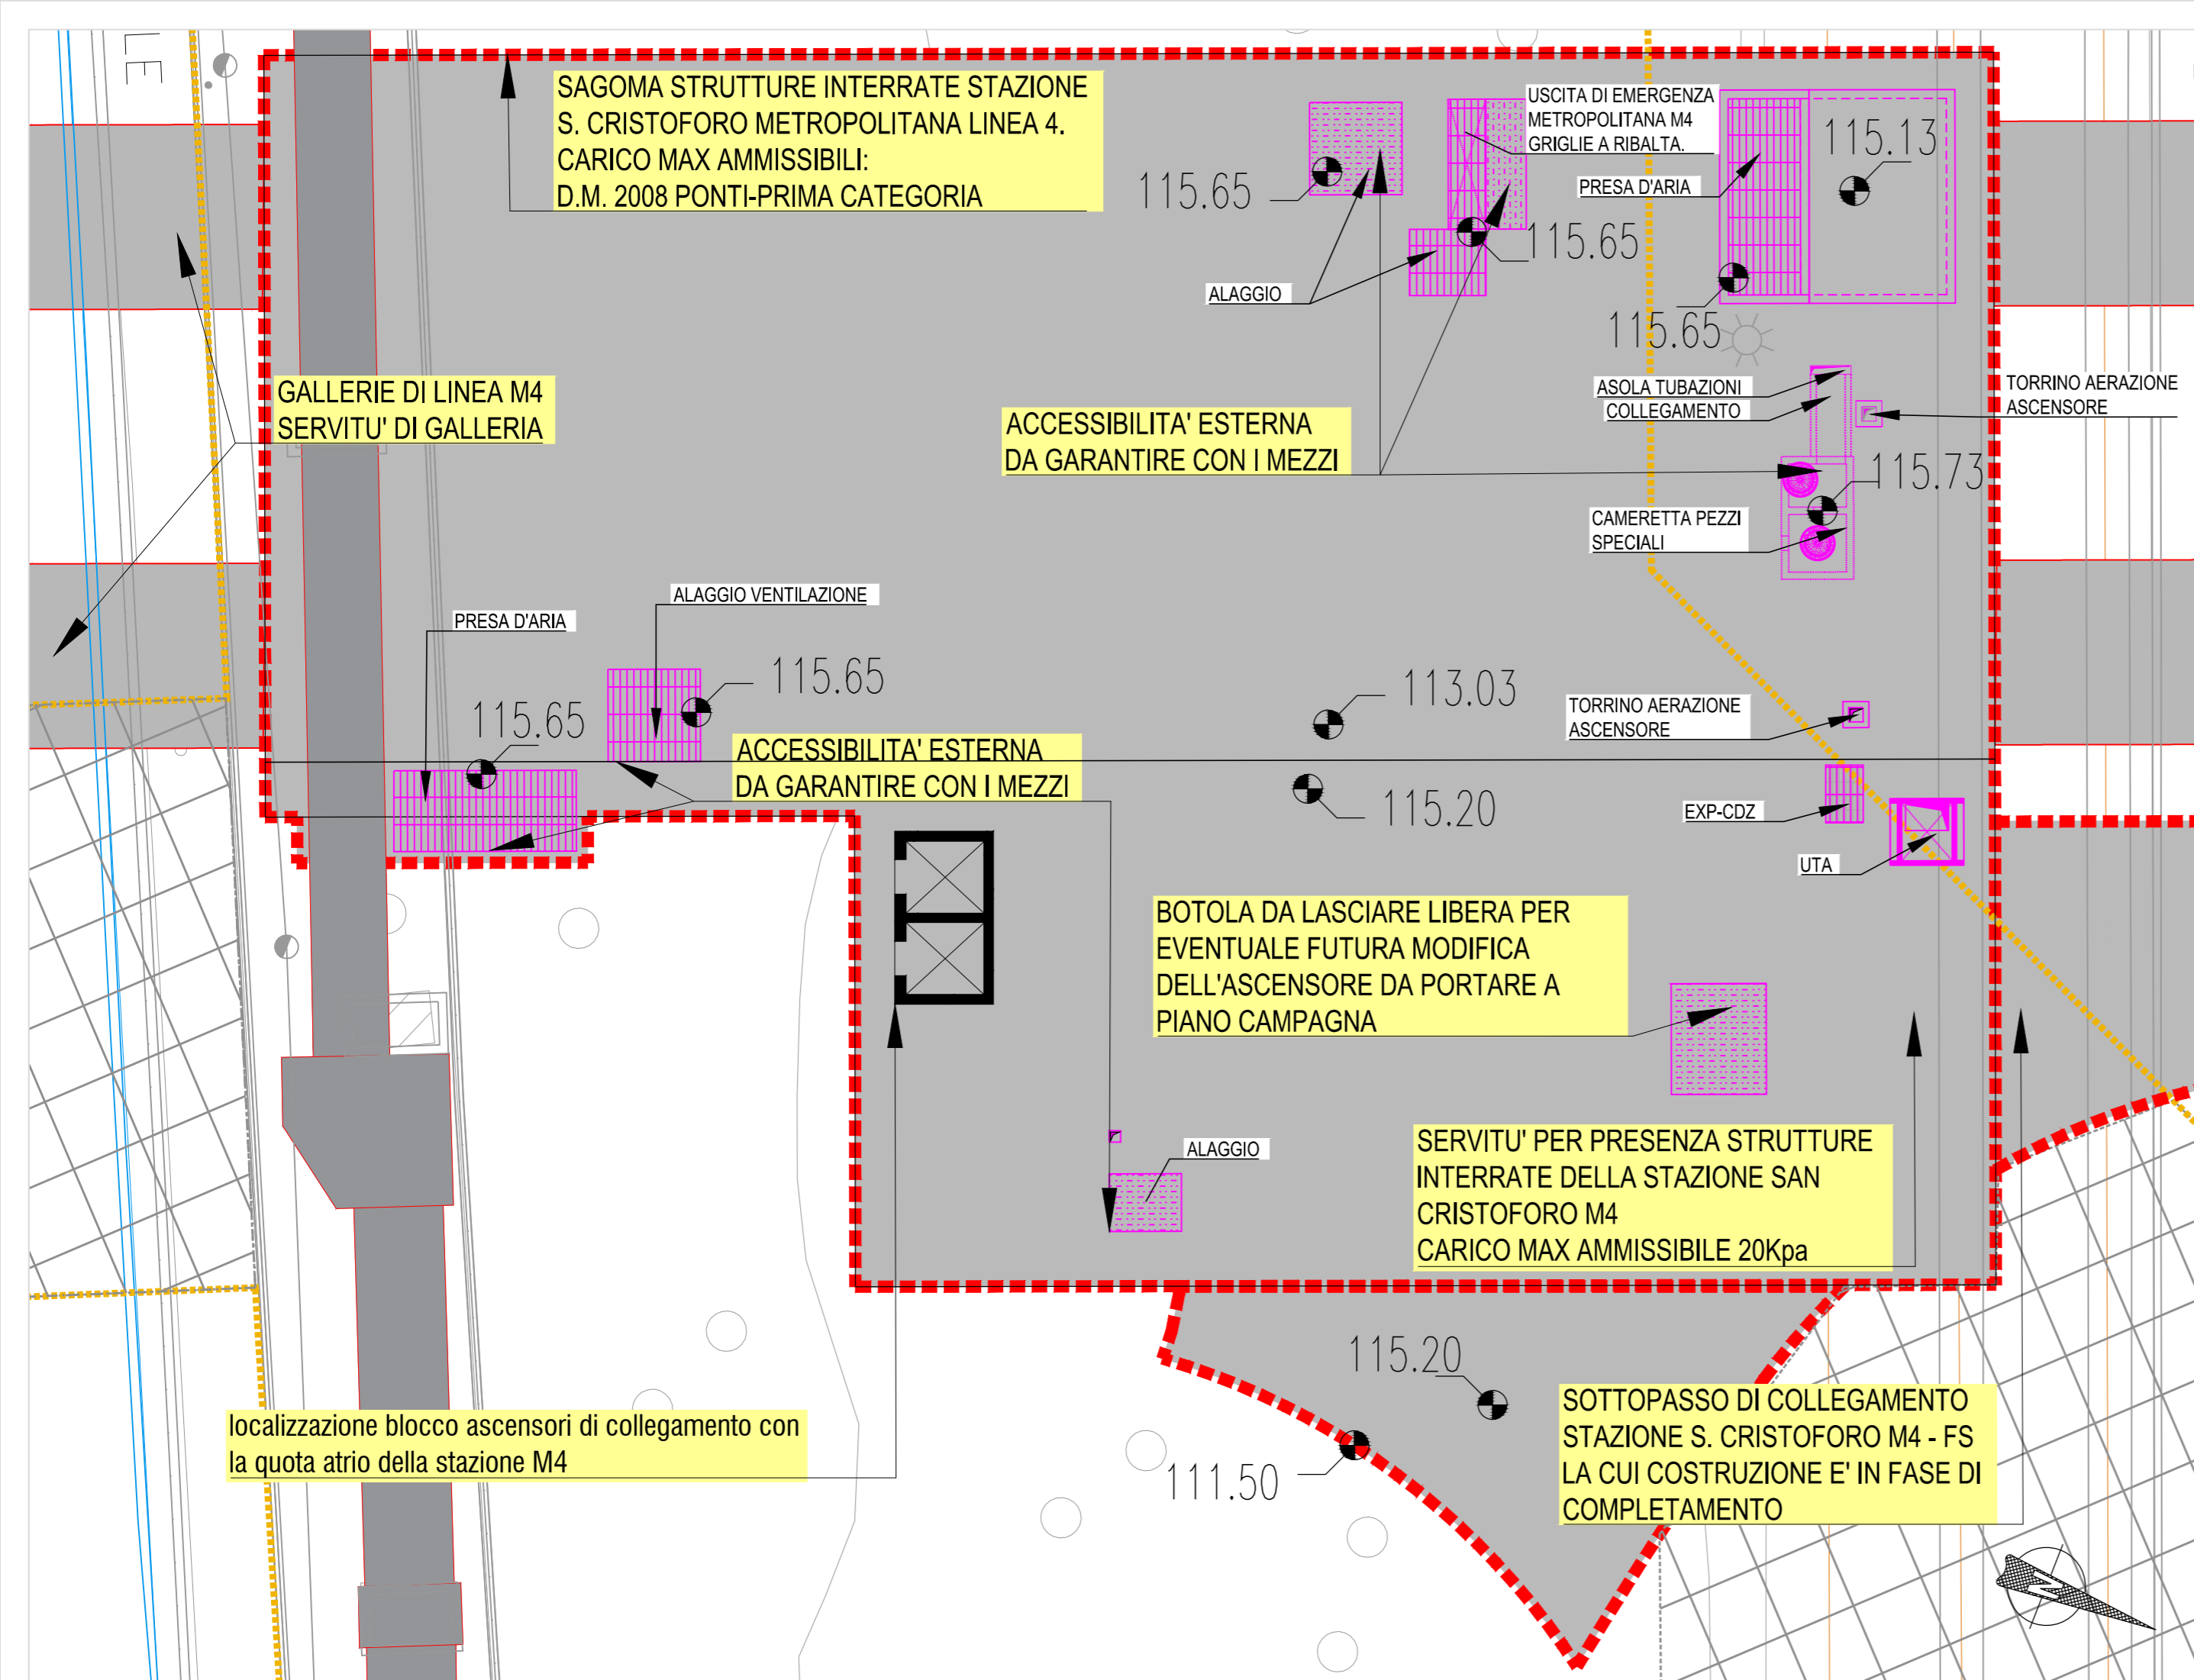 LE
SAGOMA STRUTTURE INTERRATE STAZIONE
S. CRISTOFORO METROPOLITANA LINEA 4.
CARICO MAX AMMISSIBILI:
D.M. 2008 PONTI-PRIMA CATEGORIA
USCITA DI EMERGENZA
METROPOLITANA M4
GRIGLIE A RIBALTA.
115.13
PRESA D'ARIA
115.65
115.65
ALAGGIO
115.65
GALLERIE DI LINEA M4
SERVITU' DI GALLERIA
ASOLA TUBAZIONI
COLLEGAMENTO
TORRINO AERAZIONE
ASCENSORE
ACCESSIBILITA' ESTERNA
DA GARANTIRE CON I MEZZI
115.73
CAMERETTA PEZZI
SPECIALI
ALAGGIO VENTILAZIONE
PRESA D'ARIA
115.65
115.65
113.03
TORRINO AERAZIONE
ASCENSORE
ACCESSIBILITA' ESTERNA
DA GARANTIRE CON I MEZZI
115.20
EXP-CDZ
UTA
BOTOLA DA LASCIARE LIBERA PER
EVENTUALE FUTURA MODIFICA
DELL'ASCENSORE DA PORTARE A
PIANO CAMPAGNA
ALAGGIO
SERVITU' PER PRESENZA STRUTTURE
INTERRATE DELLA STAZIONE SAN
CRISTOFORO M4
CARICO MAX AMMISSIBILE 20Kpa
115.20
111.50
localizzazione blocco ascensori di collegamento con
la quota atrio della stazione M4
SOTTOPASSO DI COLLEGAMENTO
STAZIONE S. CRISTOFORO M4 - FS
LA CUI COSTRUZIONE E' IN FASE DI
COMPLETAMENTO
N